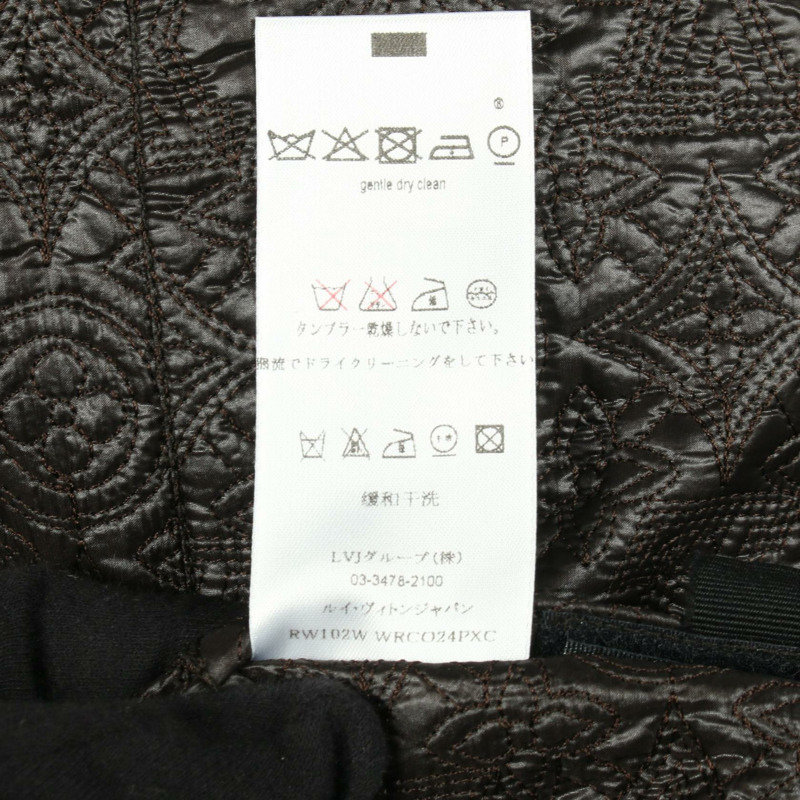 ®
P
gentle dry clean
タンブラー乾燥しないで下さい。
弱流でドライクリーニングをして下さい
缓和干洗
LVJグループ(株)
03-3478-2100
ルイ・ヴィトンジャパン
RW102W WRCO24PXC